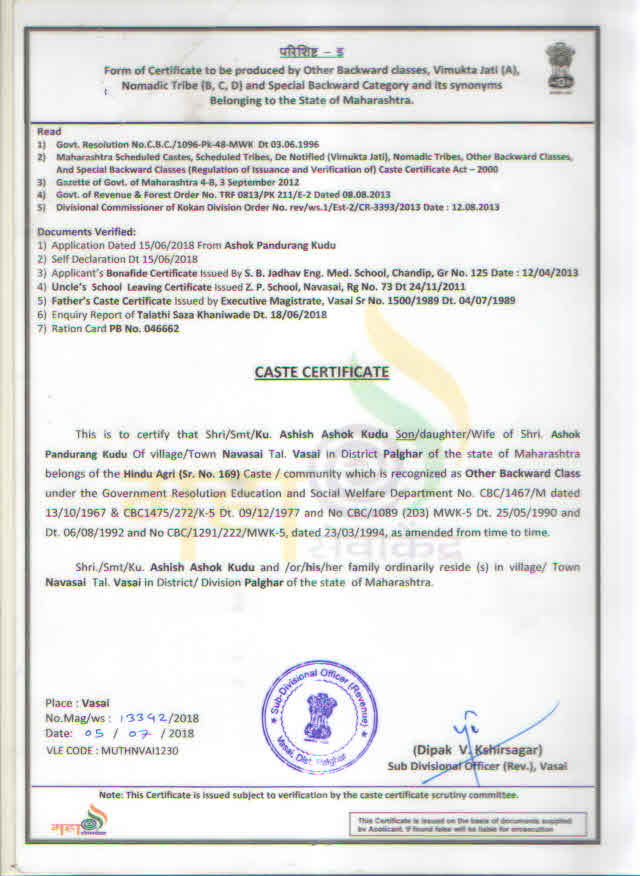 परिशिष्ट – ड
Form of Certificate to be produced by Other Backward classes, Vimukta Jati (A),
Nomadic Tribe (B, C, D) and Special Backward Category and its synonyms
Belonging to the State of Maharashtra.
Read
1) Govt. Resolution No.C.B.C./1096-Pk-48-MWK Dt 03.06.1996
2) Maharashtra Scheduled Castes, Scheduled Tribes, De Notified (Vimukta Jati), Nomadic Tribes, Other Backward Classes,
And Special Backward Classes (Regulation of Issuance and Verification of) Caste Certificate Act – 2000
3) Gazette of Govt. of Maharashtra 4-B, 3 September 2012
4) Govt. of Revenue & Forest Order No. TRF 0813/PK 211/E-2 Dated 08.08.2013
5) Divisional Commissioner of Kokan Division Order No. rev/ws.1/Est-2/CR-3393/2013 Date : 12.08.2013
Documents Verified:
1) Application Dated 15/06/2018 From Ashok Pandurang Kudu
2) Self Declaration Dt 15/06/2018
3) Applicant's Bonafide Certificate Issued By S. B. Jadhav Eng. Med. School, Chandip, Gr No. 125 Date : 12/04/2013
4) Uncle's School Leaving Certificate Issued Z. P. School, Navasai, Rg No. 73 Dt 24/11/2011
5) Father's Caste Certificate Issued by Executive Magistrate, Vasai Sr No. 1500/1989 Dt. 04/07/1989
6) Enquiry Report of Talathi Saza Khaniwade Dt. 18/06/2018
7) Ration Card PB No. 046662
CASTE CERTIFICATE
This is to certify that Shri/Smt/Ku. Ashish Ashok Kudu Son/daughter/Wife of Shri. Ashok
Pandurang Kudu Of village/Town Navasai Tal. Vasai in District Palghar of the state of Maharashtra
belongs of the Hindu Agri (Sr. No. 169) Caste / community which is recognized as Other Backward Class
under the Government Resolution Education and Social Welfare Department No. CBC/1467/M dated
13/10/1967 & CBC1475/272/K-5 Dt. 09/12/1977 and No CBC/1089 (203) MWK-5 Dt. 25/05/1990 and
Dt. 06/08/1992 and No CBC/1291/222/MWK-5, dated 23/03/1994, as amended from time to time.
महा
सेवाकेंद्र
Shri./Smt/Ku. Ashish Ashok Kudu and /or/his/her family ordinarily reside (s) in village/ Town
Navasai Tal. Vasai in District/ Division Palghar of the state of Maharashtra.
Place : Vasai
No.Mag/ws : 13342/2018
Date: 05 / 07 / 2018
VLE CODE : MUTHNVAI1230
Sub-Divisional Officer (Revenue)
Vasai, Dist. Palghar
(Dipak V. Kshirsagar)
Sub Divisional Officer (Rev.), Vasai
Note: This Certificate is issued subject to verification by the caste certificate scrutiny committee.
महा
This Certificate is issued on the basis of documents supplied
by Applicant. If found false will be liable for prosecution